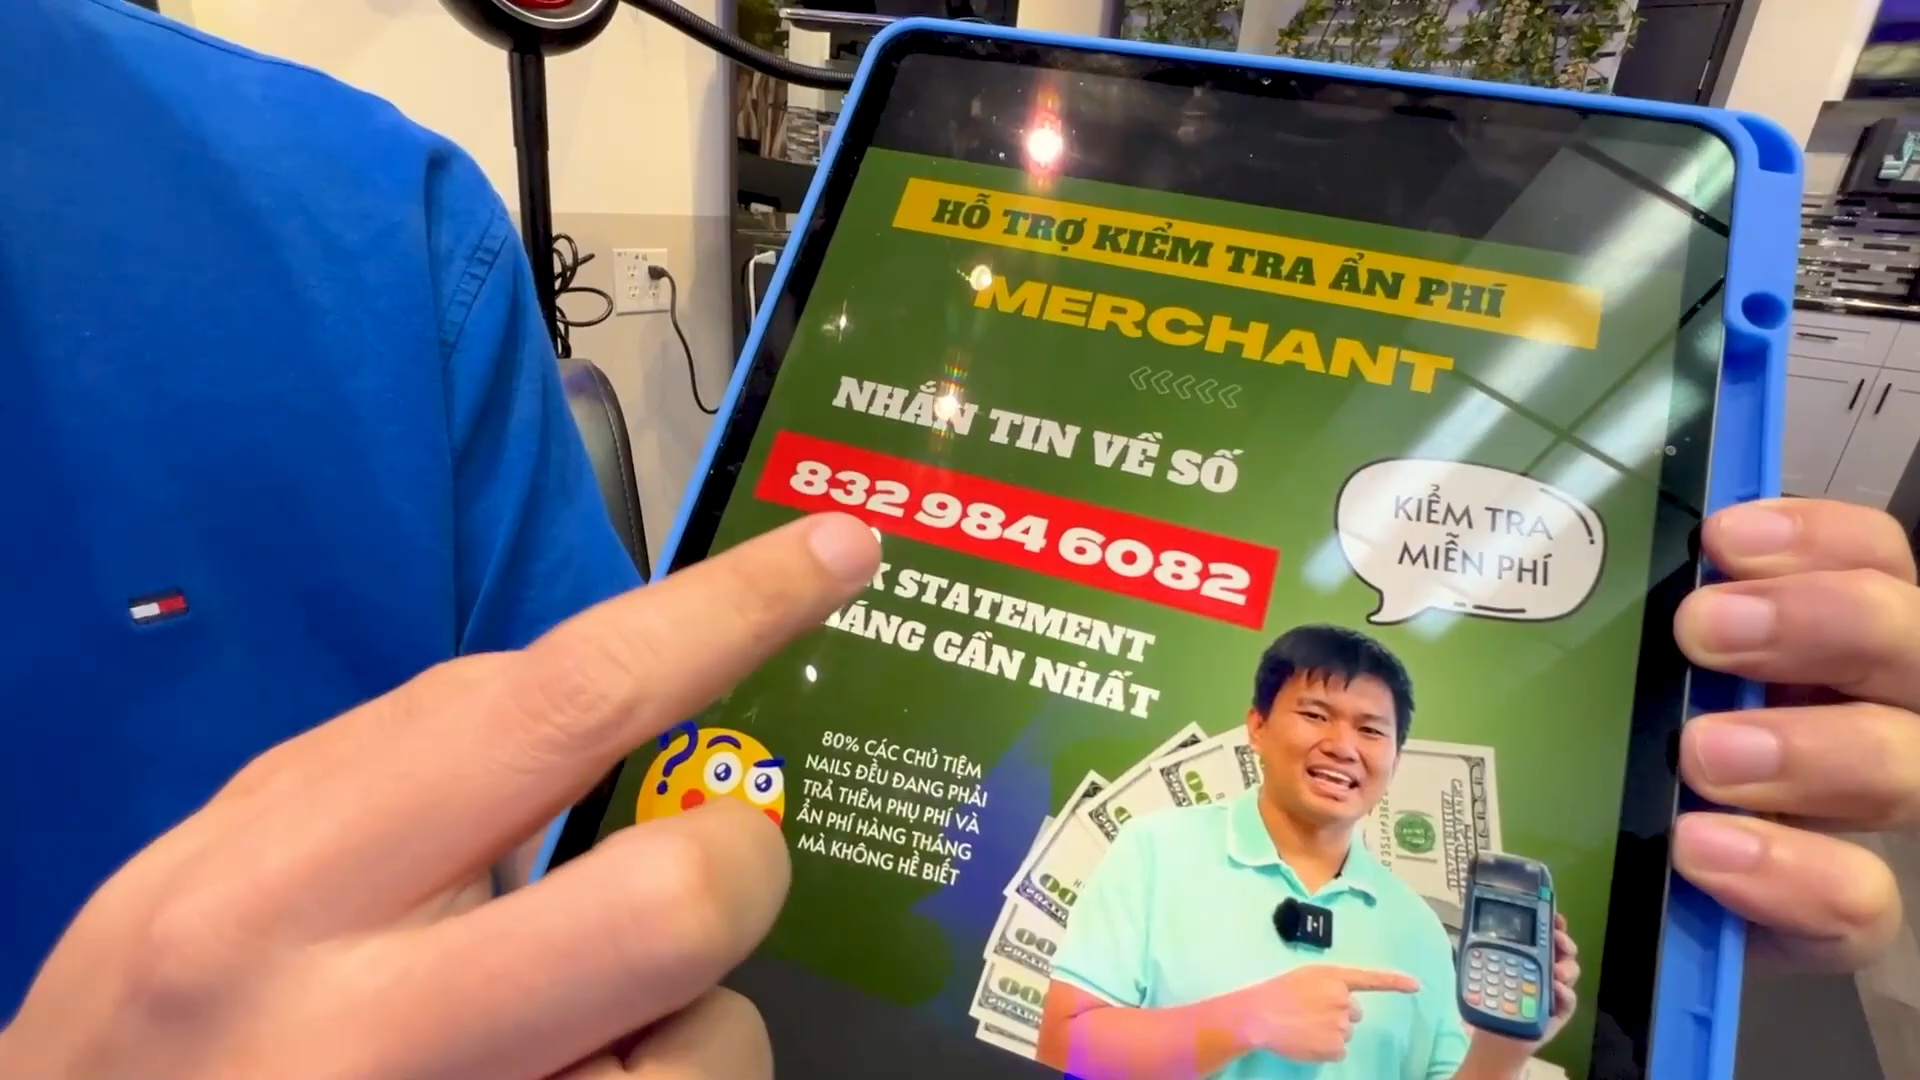 HỖ TRỢ KIỂM TRA ẨN PHÍ
MERCHANT
NHẮN TIN VỀ SỐ
832 984 6082
STATEMENT
GẦN NHẤT
KIỂM TRA
MIỄN PHÍ
80% CÁC CHỦ TIỆM
NAILS ĐỀU ĐANG PHẢI
TRẢ THÊM PHỤ PHÍ VÀ
ẨN PHÍ HÀNG THÁNG
MÀ KHÔNG HỀ BIẾT